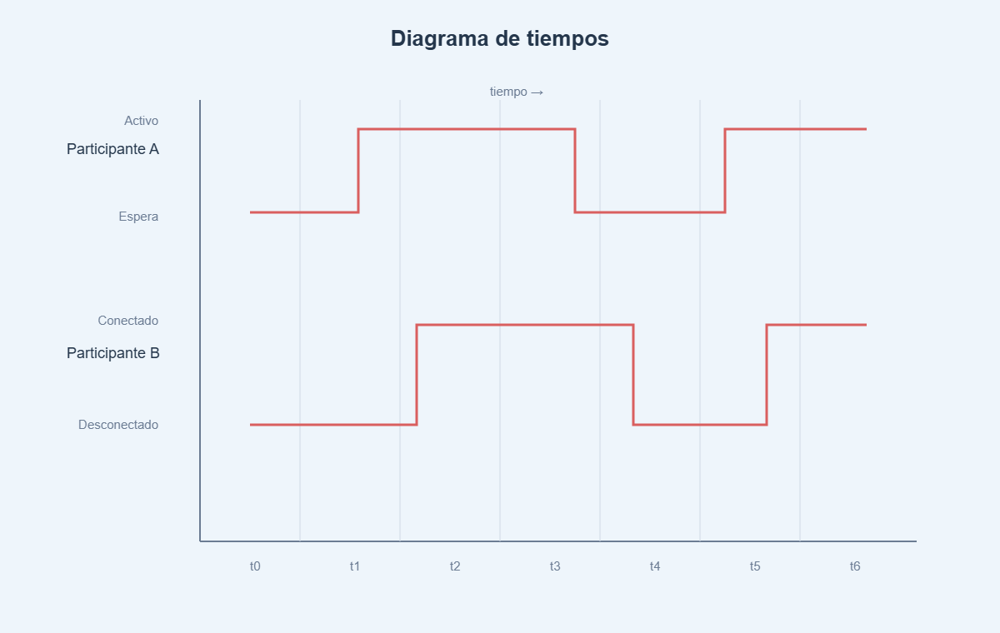 Diagrama de tiempos
tiempo →
Activo
Participante A
Espera
Conectado
Participante B
Desconectado
t0 t1 t2 t3 t4 t5 t6